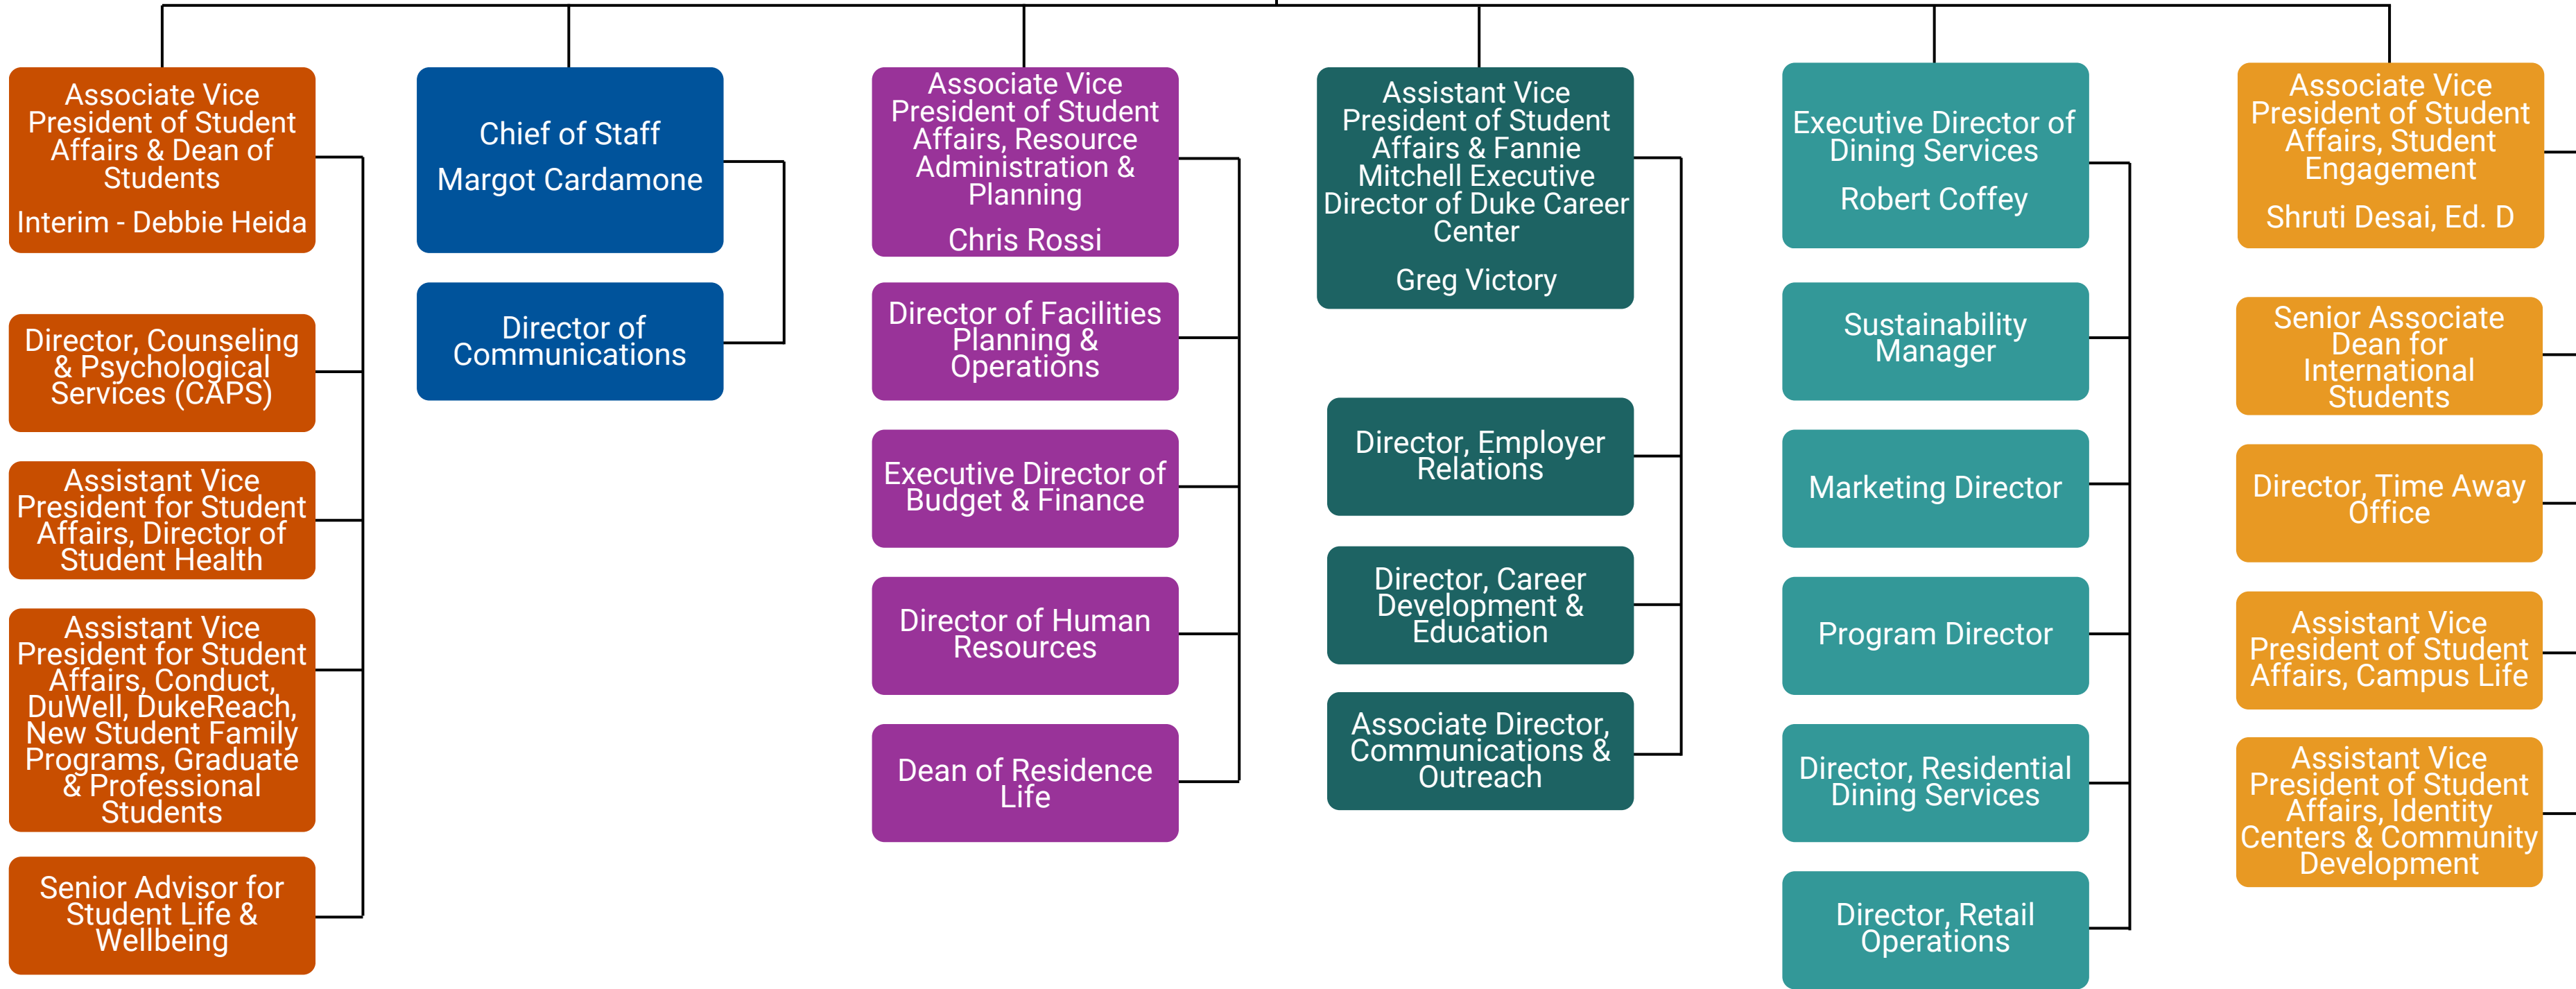 Associate Vice
President of Student
Affairs & Dean of
Students
Interim - Debbie Heida
Director, Counseling
& Psychological
Services (CAPS)
Assistant Vice
President for Student
Affairs, Director of
Student Health
Assistant Vice
President for Student
Affairs, Conduct,
DuWell, DukeReach,
New Student Family
Programs, Graduate
& Professional
Students
Senior Advisor for
Student Life &
Wellbeing
Chief of Staff
Margot Cardamone
Director of
Communications
Associate Vice
President of Student
Affairs, Resource
Administration &
Planning
Chris Rossi
Director of Facilities
Planning &
Operations
Executive Director of
Budget & Finance
Director of Human
Resources
Dean of Residence
Life
Assistant Vice
President of Student
Affairs & Fannie
Mitchell Executive
Director of Duke Career
Center
Greg Victory
Director, Employer
Relations
Director, Career
Development &
Education
Associate Director,
Communications &
Outreach
Executive Director of
Dining Services
Robert Coffey
Sustainability
Manager
Marketing Director
Program Director
Director, Residential
Dining Services
Director, Retail
Operations
Associate Vice
President of Student
Affairs, Student
Engagement
Shruti Desai, Ed. D
Senior Associate
Dean for
International
Students
Director, Time Away
Office
Assistant Vice
President of Student
Affairs, Campus Life
Assistant Vice
President of Student
Affairs, Identity
Centers & Community
Development